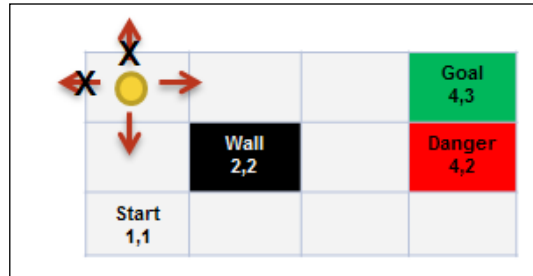 X
X
Goal
4,3
Wall
2,2
Danger
4,2
Start
1,1